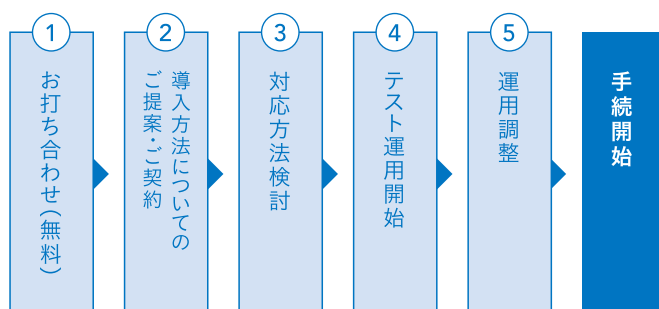 1
お打ち合わせ(無料)
2
導入方法についての
ご提案・ご契約
3
対応方法検討
4
テスト運用開始
5
運用調整
手続開始